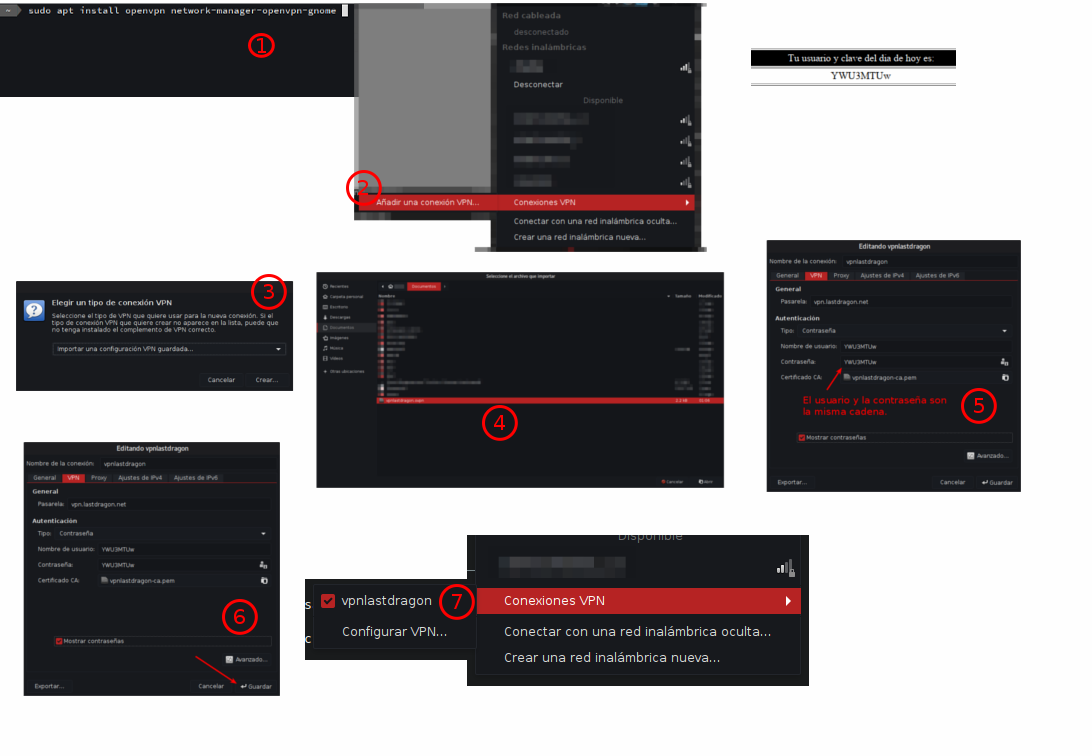 ~ sudo apt install openvpn network-manager-openvpn-gnome
1
Red cableada
desconectado
Redes inalámbricas
Desconectar
Disponible
2
Añadir una conexión VPN...
Conexiones VPN
Conectar con una red inalámbrica oculta...
Crear una red inalámbrica nueva...
Tu usuario y clave del dia de hoy es:
YWU3MTUw
3
Elegir un tipo de conexión VPN
Seleccione el tipo de VPN que quiere usar para la nueva conexión. Si el
tipo de conexión VPN que quiere crear no aparece en la lista, puede que
no tenga instalado el complemento de VPN correcto.
Importar una configuración VPN guardada...
Cancelar Crear...
Seleccione el archivo que importar
Recientes
Carpeta personal
Escritorio
Descargas
Documentos
Imágenes
Música
Vídeos
+ Otras ubicaciones
Documentos
Nombre Tamaño Modificado
4
Cancelar Abrir
Editando vpnlastdragon
Nombre de la conexión: vpnlastdragon
General VPN Proxy Ajustes de IPv4 Ajustes de IPv6
General
Pasarela: vpn.lastdragon.net
Autenticación
Tipo: Contraseña
Nombre de usuario: YWU3MTUw
Contraseña: YWU3MTUw
Certificado CA: vpnlastdragon-ca.pem
El usuario y la contraseña son
la misma cadena.
5
Mostrar contraseñas
Avanzado...
Exportar... Cancelar Guardar
Editando vpnlastdragon
Nombre de la conexión: vpnlastdragon
General VPN Proxy Ajustes de IPv4 Ajustes de IPv6
General
Pasarela: vpn.lastdragon.net
Autenticación
Tipo: Contraseña
Nombre de usuario: YWU3MTUw
Contraseña: YWU3MTUw
Certificado CA: vpnlastdragon-ca.pem
6
Mostrar contraseñas
Avanzado...
Exportar... Cancelar Guardar
Disponible
s
vpnlastdragon
7
Conexiones VPN
c
Configurar VPN...
Conectar con una red inalámbrica oculta...
Crear una red inalámbrica nueva...